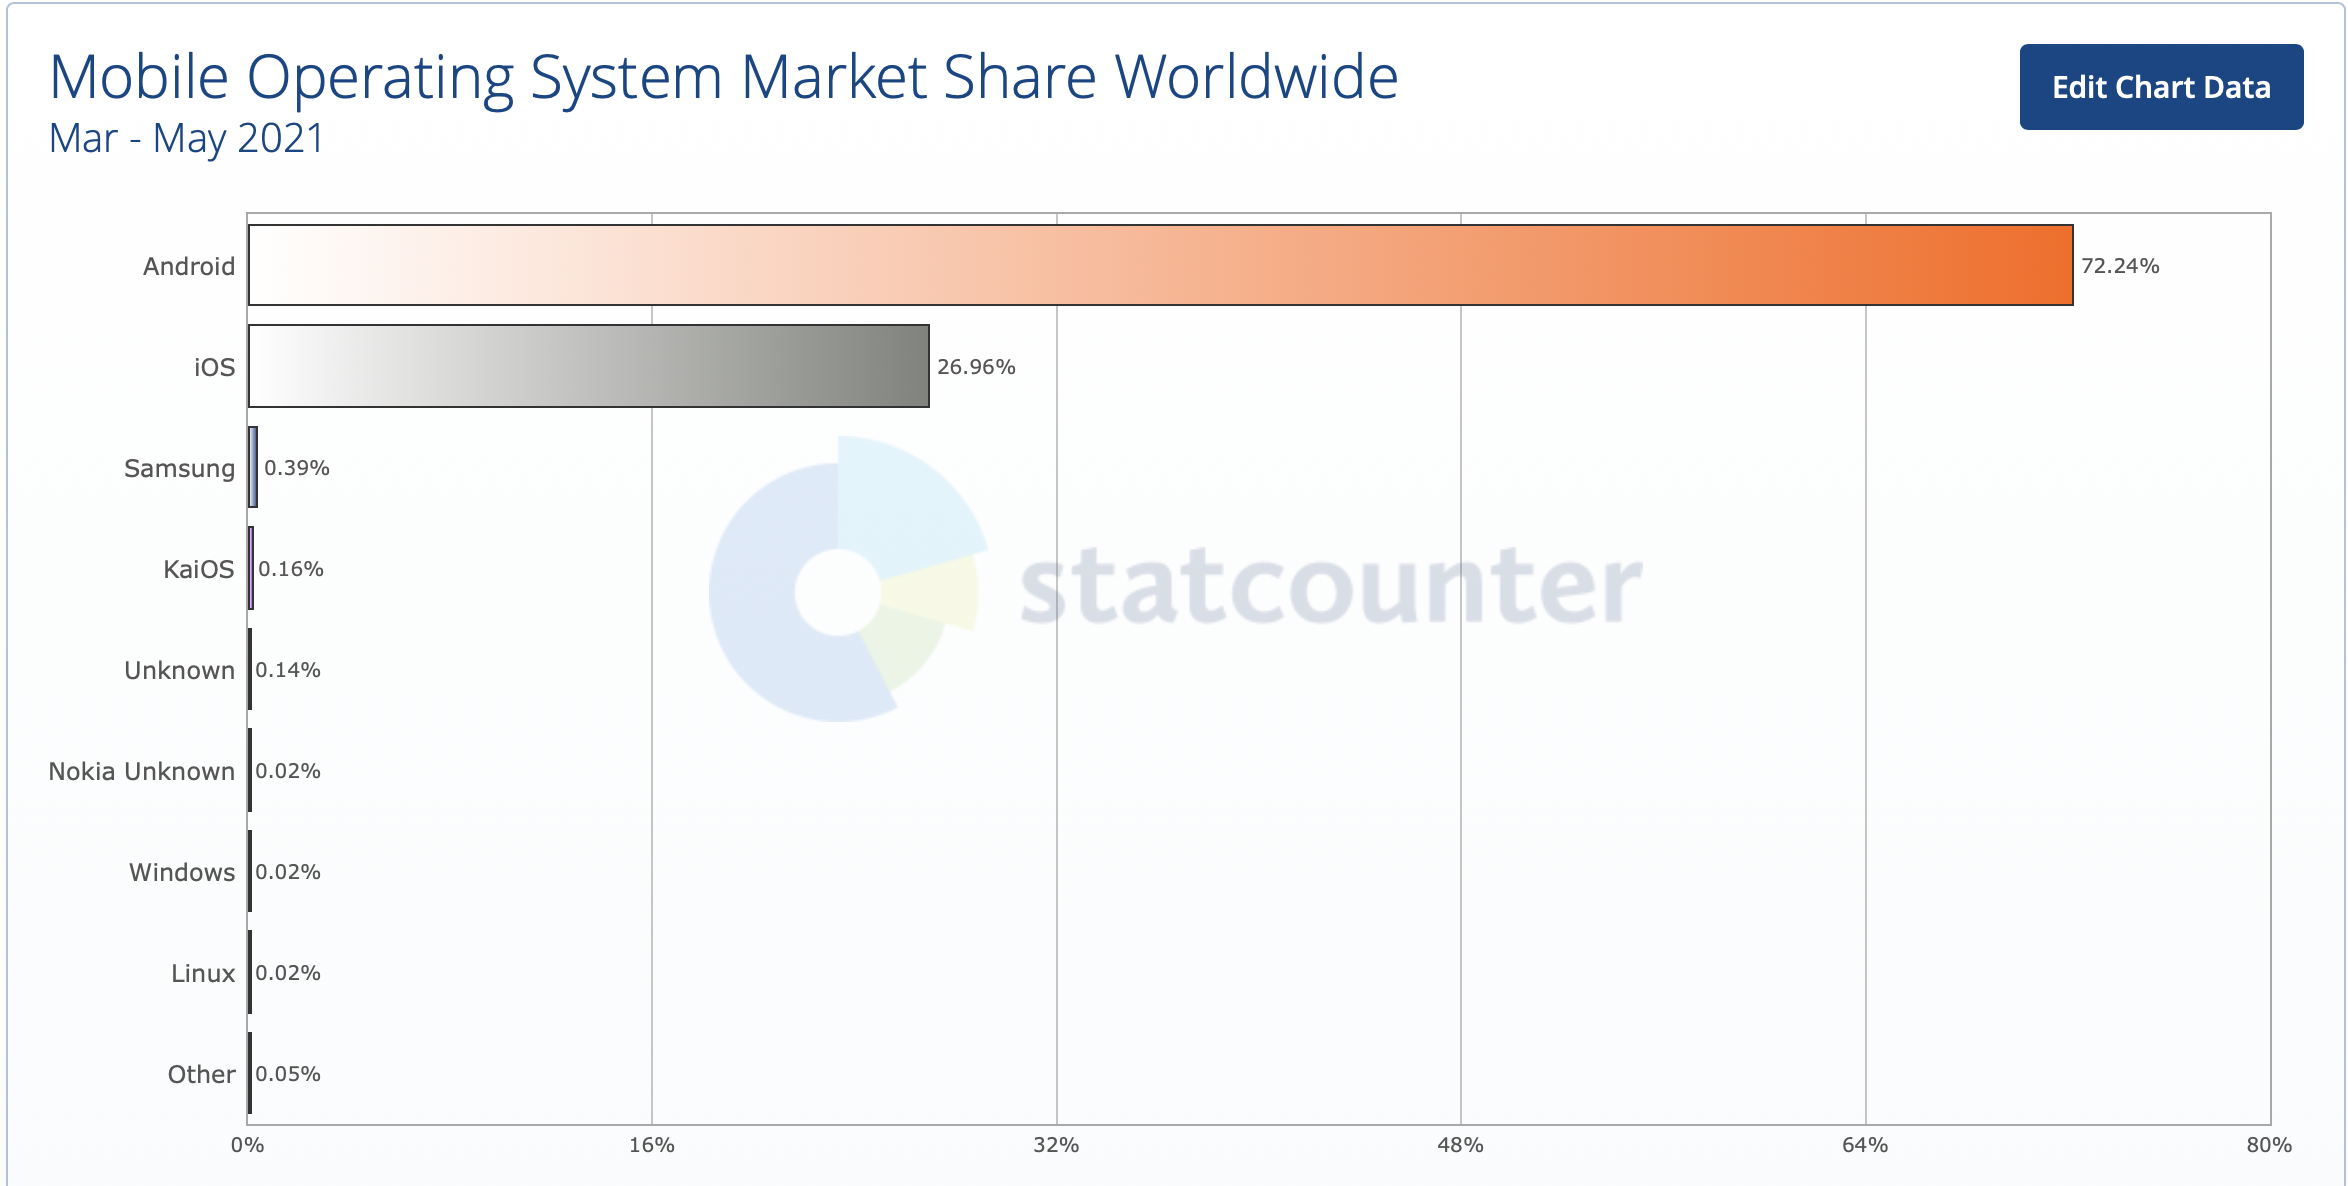 Mobile Operating System Market Share Worldwide
Edit Chart Data
Mar - May 2021
Android 72.24%
iOS 26.96%
Samsung 0.39%
KaiOS 0.16%
statcounter
Unknown 0.14%
Nokia Unknown 0.02%
Windows 0.02%
Linux 0.02%
Other 0.05%
0% 16% 32% 48% 64% 80%